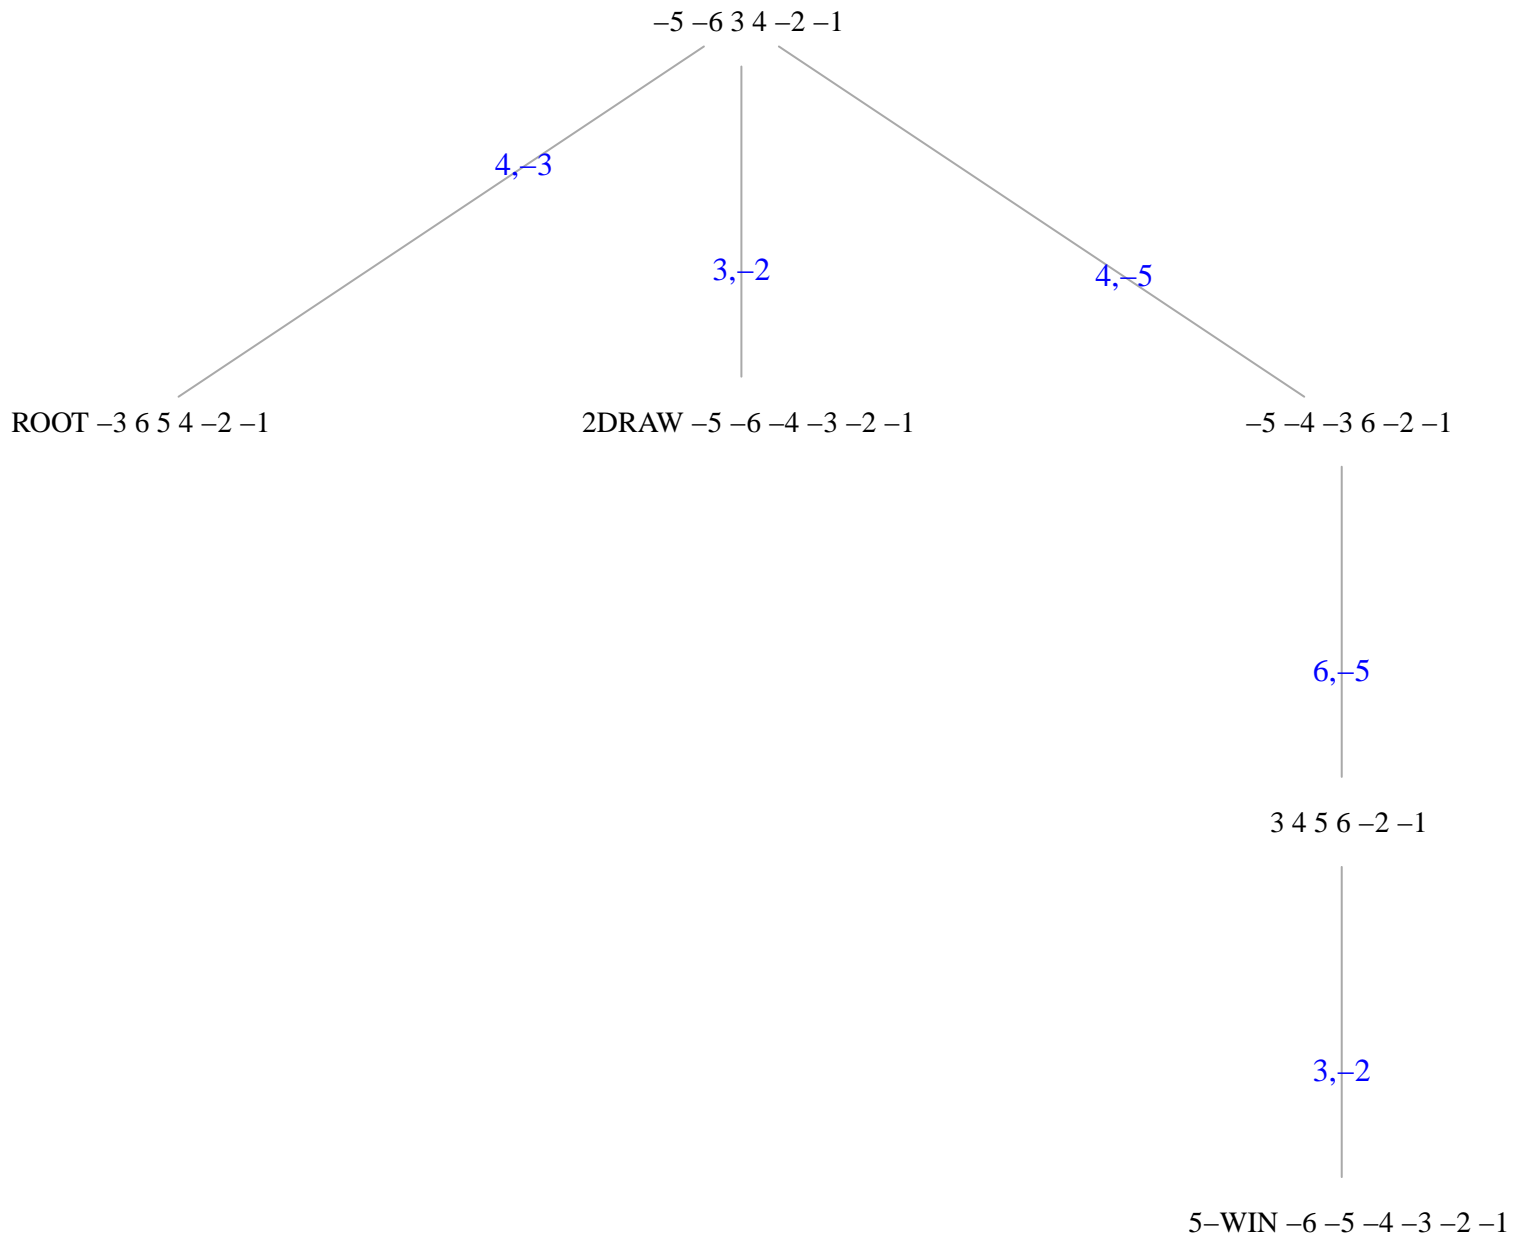 –5 –6 3 4 –2 –1
4,–3
3,–2
4,–5
ROOT –3 6 5 4 –2 –1
2DRAW –5 –6 –4 –3 –2 –1
–5 –4 –3 6 –2 –1
6,–5
3 4 5 6 –2 –1
3,–2
5–WIN –6 –5 –4 –3 –2 –1